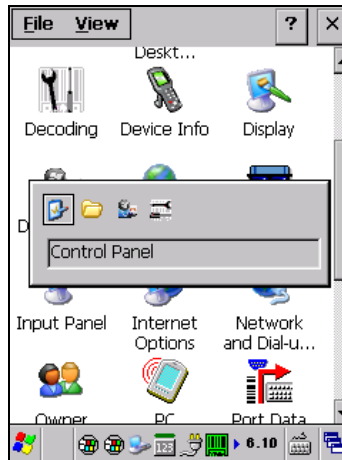 File View ? ×
Deskt...
Decoding Device Info Display
D
Control Panel
Input Panel Internet Options Network and Dial-u...
Owner PC Port Data
123 6.10